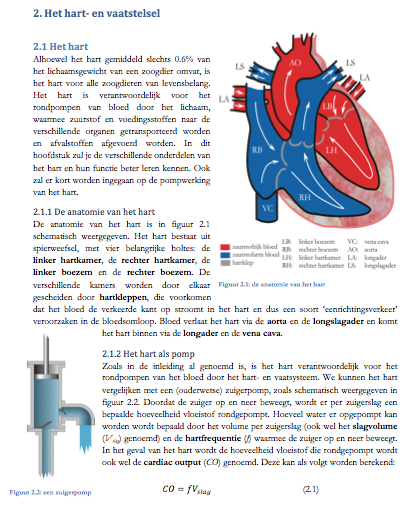 2. Het hart- en vaatstelsel
2.1 Het hart
Alhoewel het hart gemiddeld slechts 0.6% van
het lichaamsgewicht van een zoogdier omvat, is
het hart voor alle zoogdieren van levensbelang.
Het hart is verantwoordelijk voor het
rondpompen van bloed door het lichaam,
waarmee zuurstof en voedingsstoffen naar de
verschillende organen getransporteerd worden
en afvalstoffen afgevoerd worden. In dit
hoofdstuk zul je de verschillende onderdelen van
het hart en hun functie beter leren kennen. Ook
zal er kort worden ingegaan op de pompwerking
van het hart.
LS
AO
LS
LA
LA
LB
RB
LH
RH
VC
zuurstofrijk bloed
zuurstofarm bloed
hartklep
LB: linker boezem
RB: rechter boezem
LH: linker hartkamer
RH: rechter hartkamer
VC: vena cava
AO: aorta
LA: longader
LS: longslagader
Figuur 2.1: de anatomie van het hart
2.1.1 De anatomie van het hart
De anatomie van het hart is in figuur 2.1
schematisch weergegeven. Het hart bestaat uit
spierweefsel, met vier belangrijke holtes: de
linker hartkamer, de rechter hartkamer, de
linker boezem en de rechter boezem. De
verschillende kamers worden door elkaar
gescheiden door hartkleppen, die voorkomen
dat het bloed de verkeerde kant op stroomt in het hart en dus een soort ‘eenrichtingsverkeer’
veroorzaken in de bloedsomloop. Bloed verlaat het hart via de aorta en de longslagader en komt
het hart binnen via de longader en de vena cava.
2.1.2 Het hart als pomp
Zoals in de inleiding al genoemd is, is het hart verantwoordelijk voor het
rondpompen van het bloed door het hart- en vaatsysteem. We kunnen het hart
vergelijken met een (ouderwetse) zuigerpomp, zoals schematisch weergegeven in
figuur 2.2. Doordat de zuiger op en neer beweegt, wordt er per zuigerslag een
bepaalde hoeveelheid vloeistof rondgepompt. Hoeveel water er opgepompt kan
worden wordt bepaald door het volume per zuigerslag (ook wel het slagvolume
(Vslag) genoemd) en de hartfrequentie (f) waarmee de zuiger op en neer beweegt.
In het geval van het hart wordt de hoeveelheid vloeistof die rondgepompt wordt
ook wel de cardiac output (CO) genoemd. Deze kan als volgt worden berekend:
Figuur 2.2: een zuigerpomp
CO = fVslag (2.1)